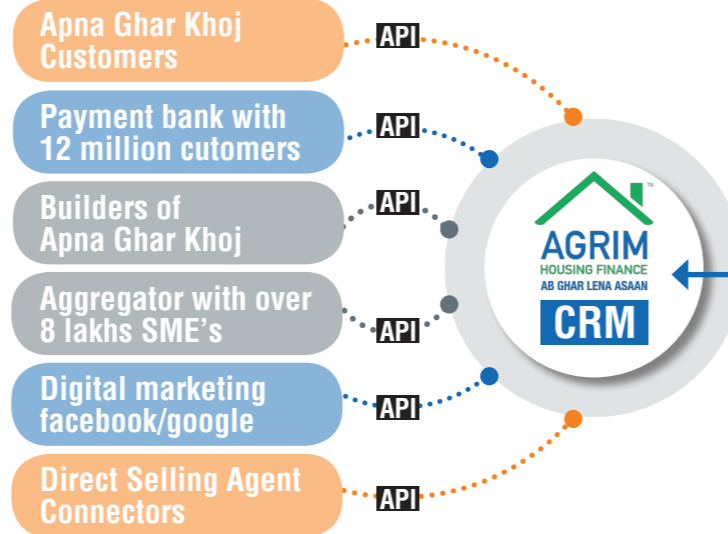 Apna Ghar Khoj
Customers
API
Payment bank with
12 million cutomers
API
Builders of
Apna Ghar Khoj
API
Aggregator with over
8 lakhs SME's
API
Digital marketing
facebook/google
API
Direct Selling Agent
Connectors
API
TM
AGRIM
HOUSING FINANCE
AB GHAR LENA ASAAN
CRM